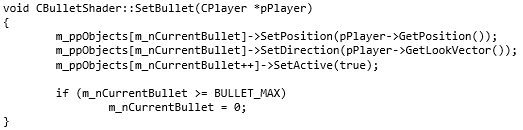 void CBulletShader::SetBullet(CPlayer *pPlayer)
{
        m_ppObjects[m_nCurrentBullet]->SetPosition(pPlayer->GetPosition());
        m_ppObjects[m_nCurrentBullet]->SetDirection(pPlayer->GetLookVector());
        m_ppObjects[m_nCurrentBullet++]->SetActive(true);

        if (m_nCurrentBullet >= BULLET_MAX)
                m_nCurrentBullet = 0;
}